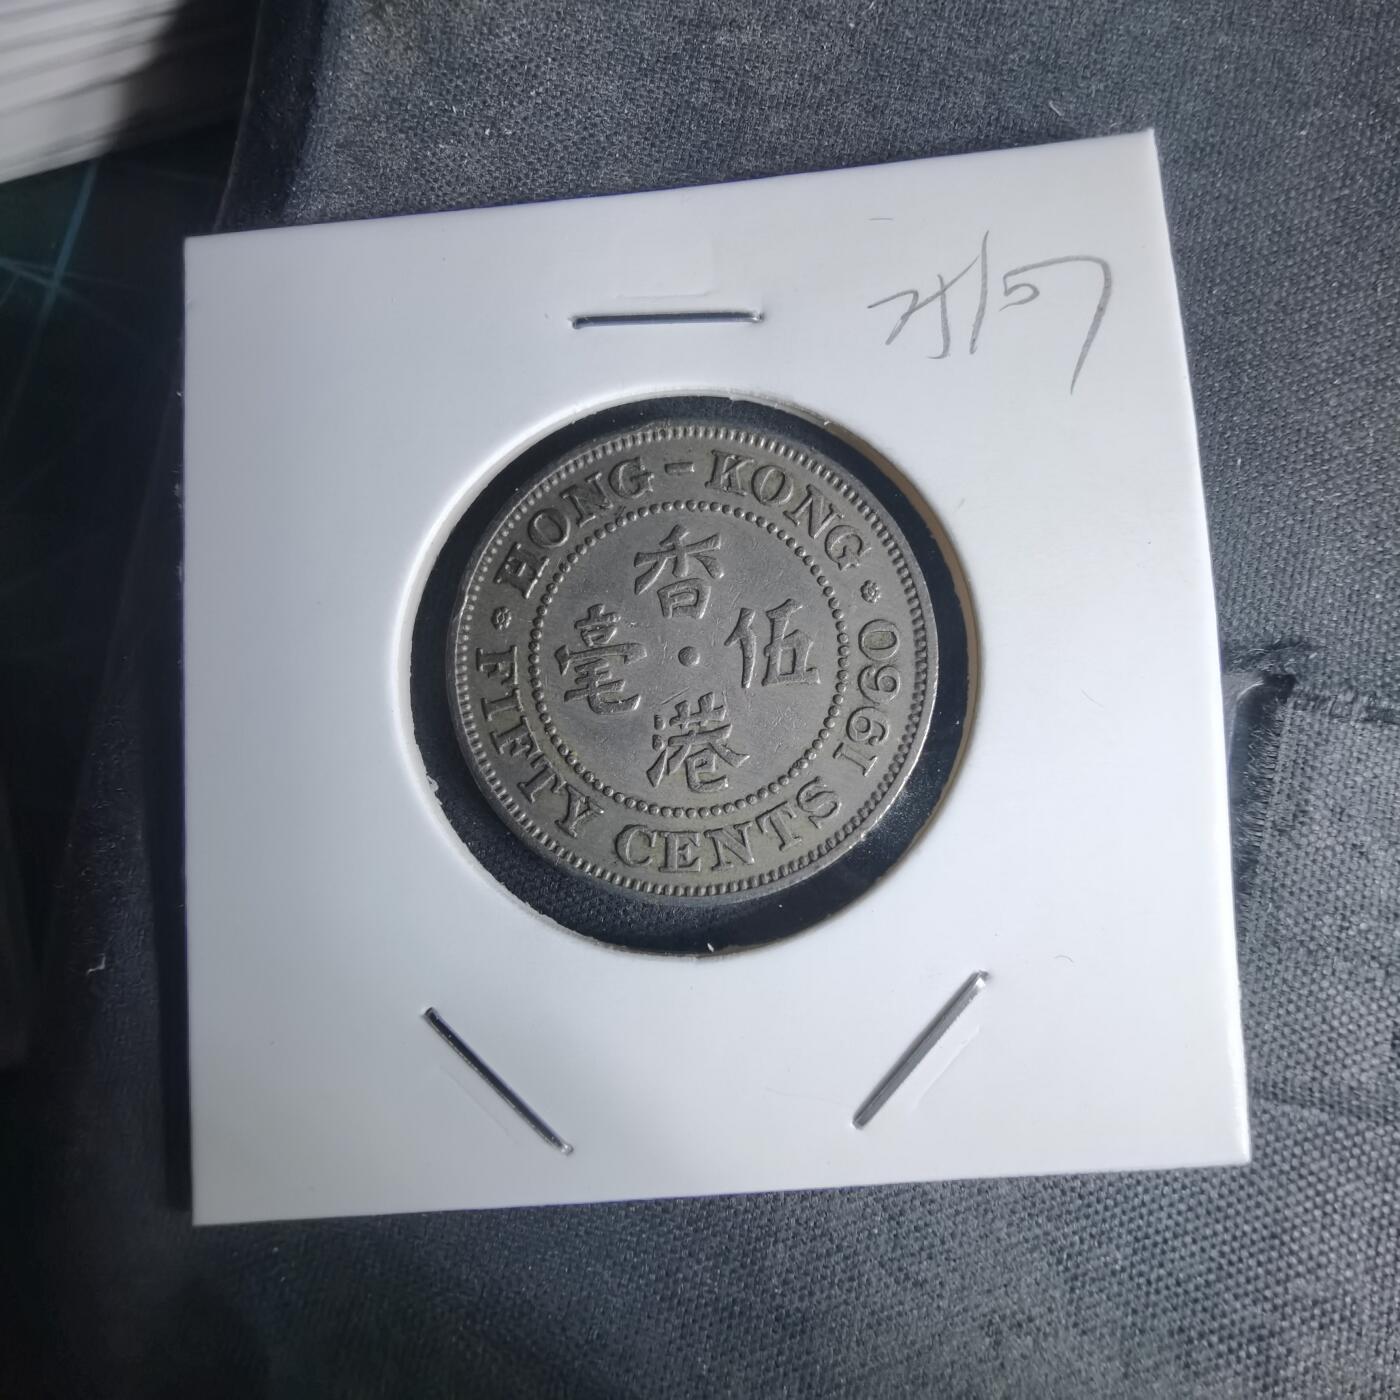 HONG-KONG
香港
伍毫
FIFTY CENTS 1960